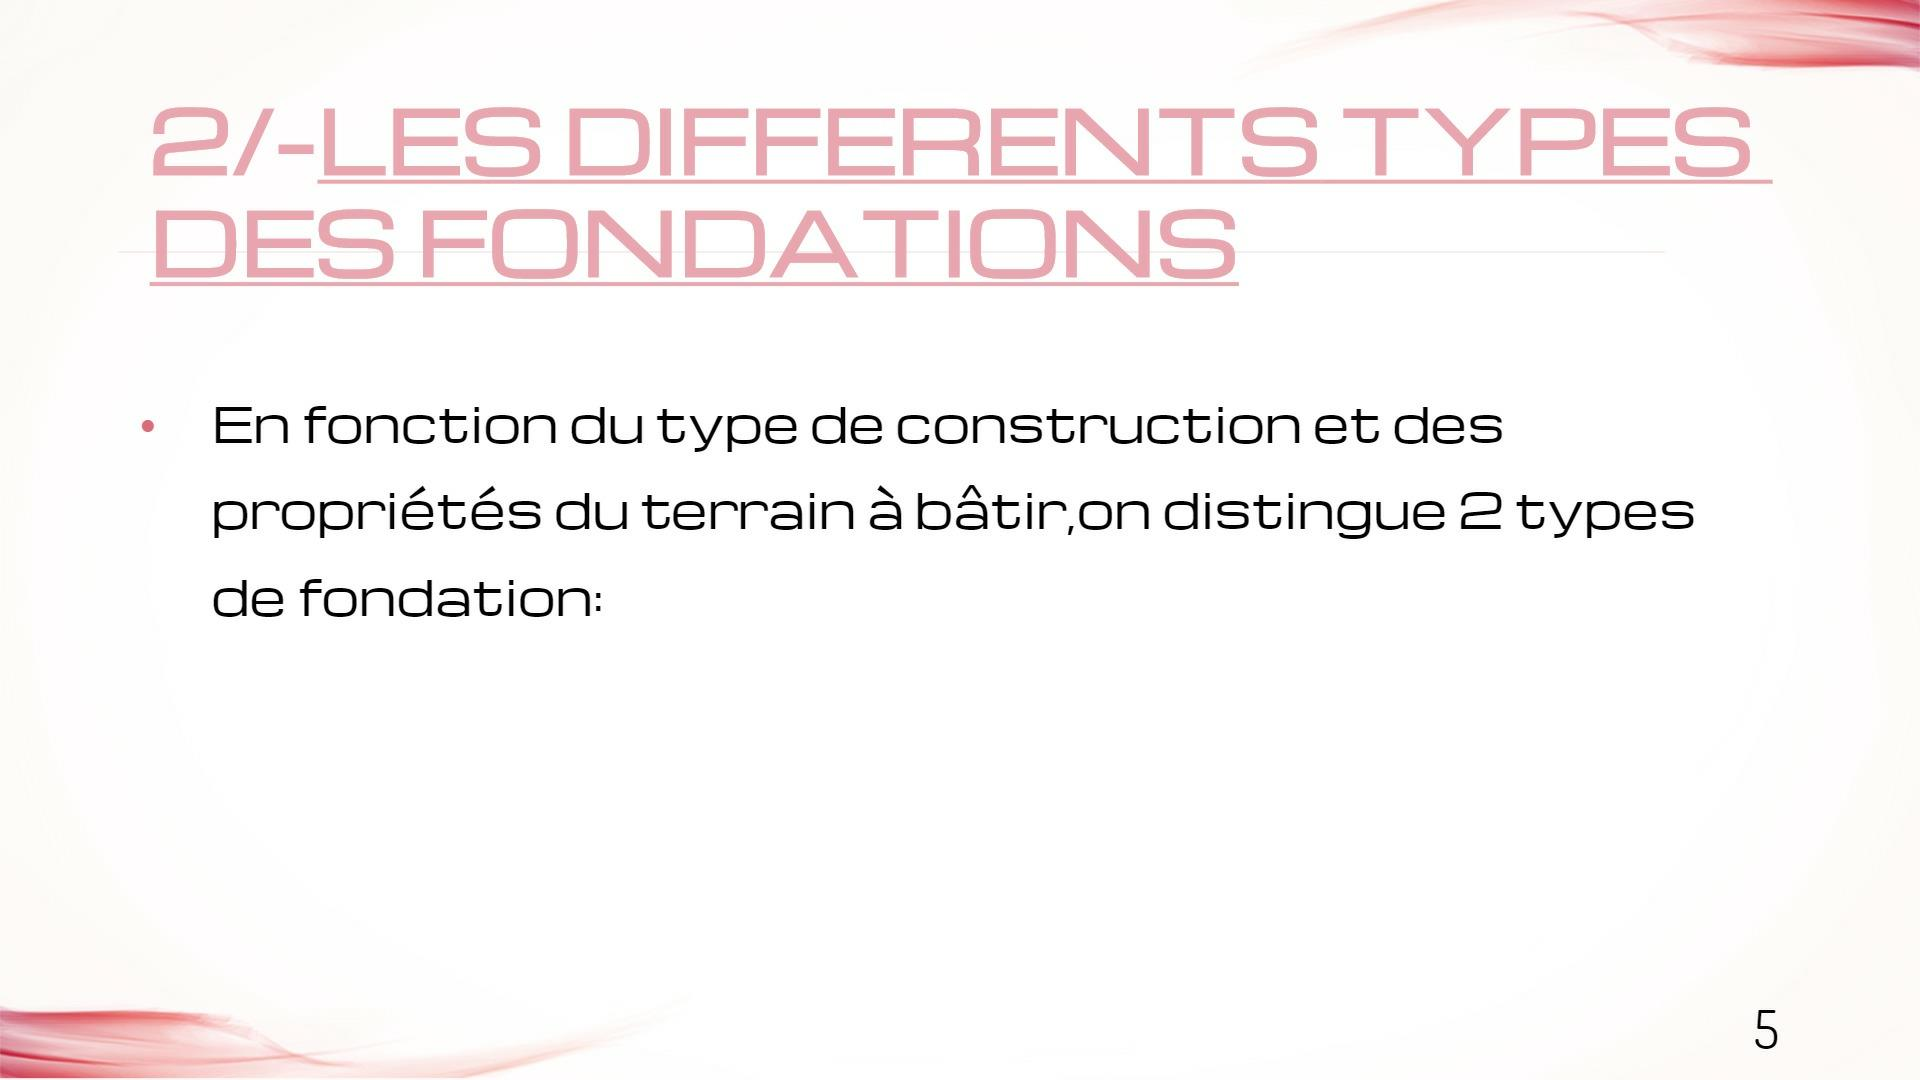 2/-LES DIFFERENTS TYPES
DES FONDATIONS
• En fonction du type de construction et des
propriétés du terrain à bâtir,on distingue 2 types
de fondation:
5